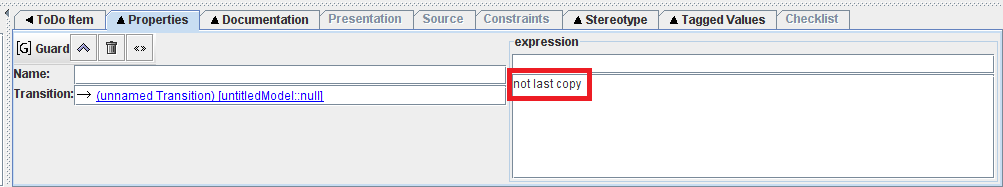 ToDo Item Properties Documentation Presentation Source Constraints Stereotype Tagged Values Checklist
[G] Guard <>
expression
Name:
Transition: → (unnamed Transition) [untitledModel::null]
not last copy